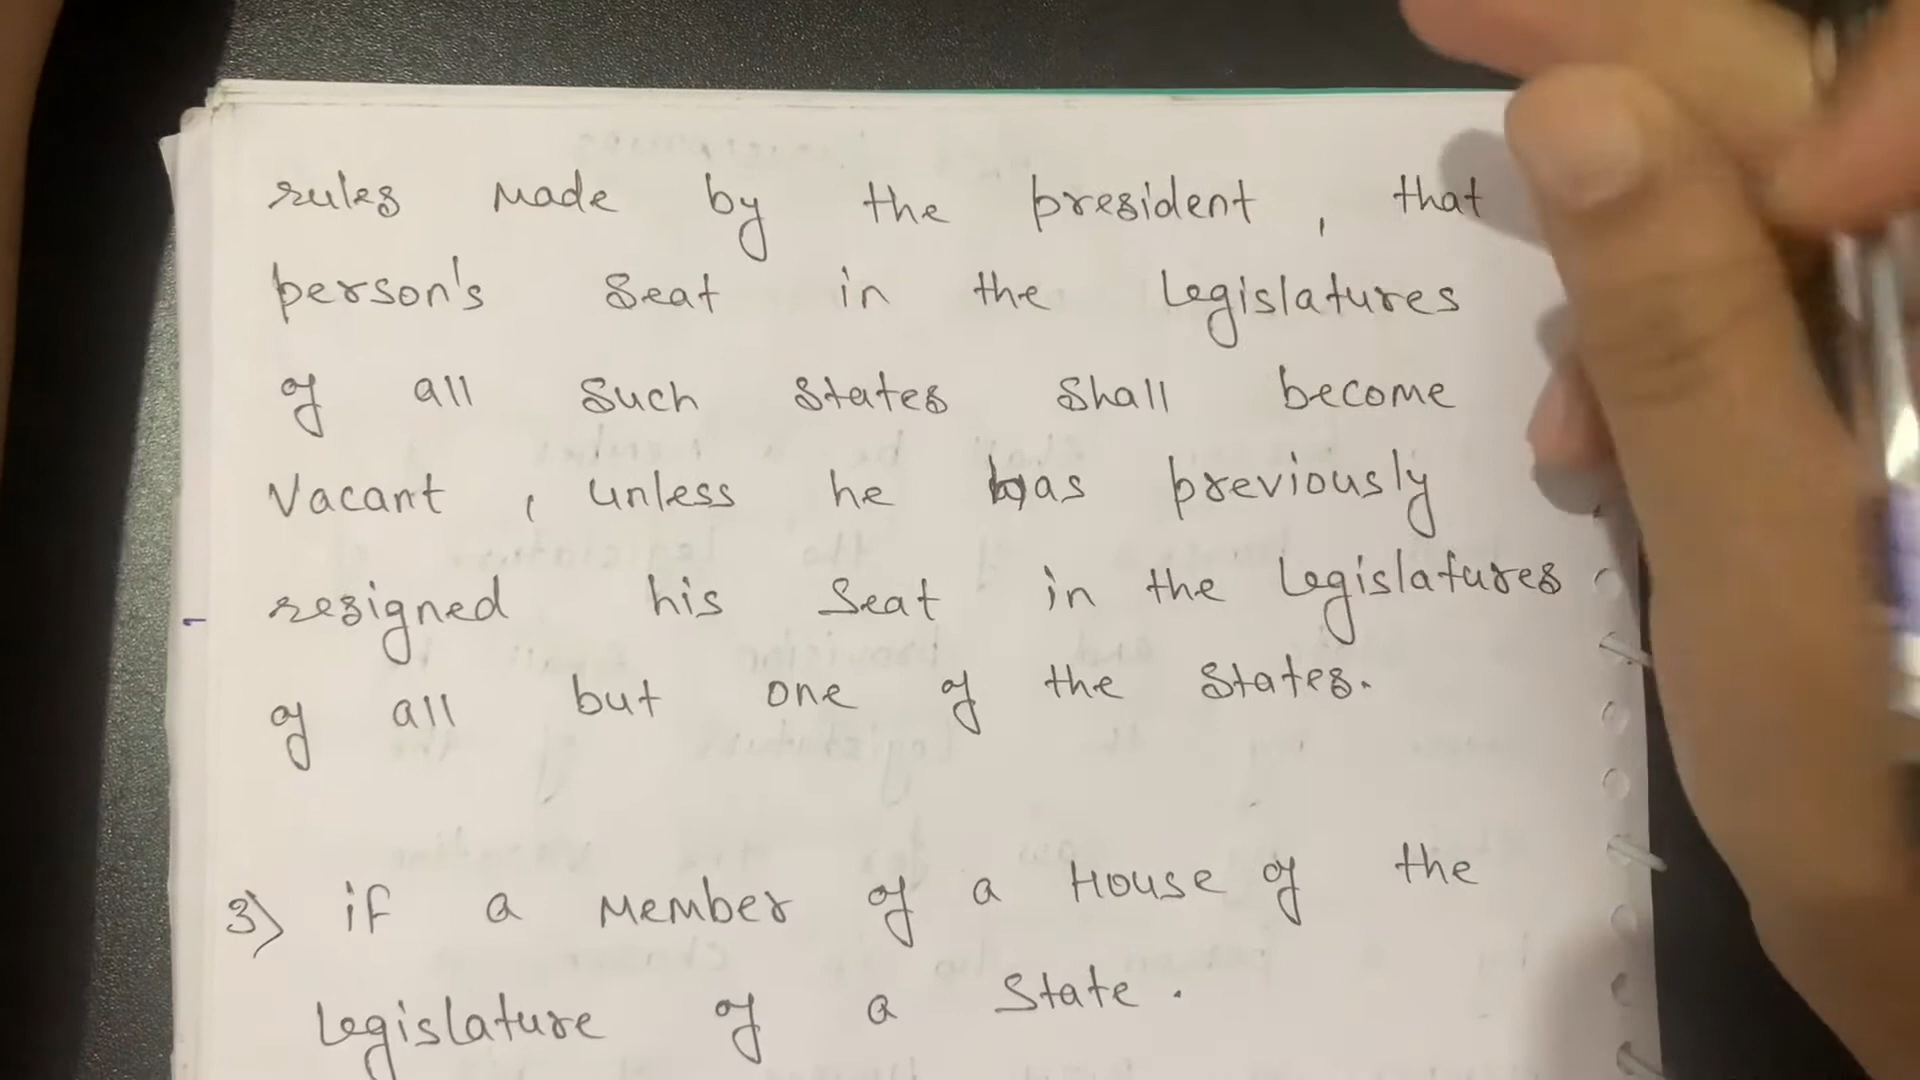 rules made by the president, that
person's seat in the Legislatures
of all such states shall become
vacant, unless he has previously
resigned his seat in the Legislatures
of all but one of the states.
3) if a member of a House of the
Legislature of a state.